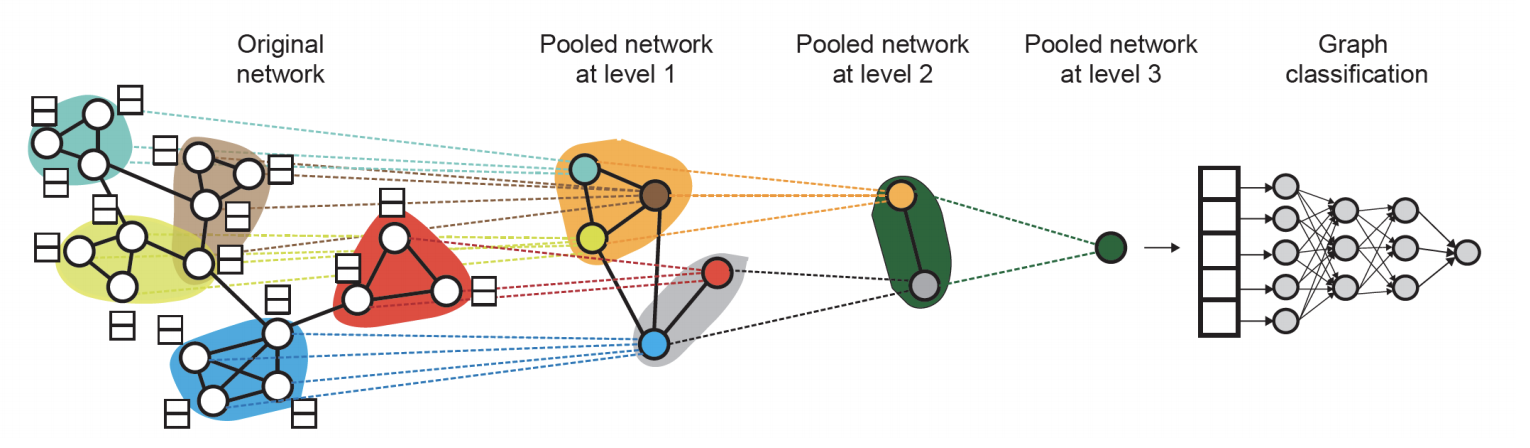 Original
network
Pooled network
at level 1
Pooled network
at level 2
Pooled network
at level 3
Graph
classification